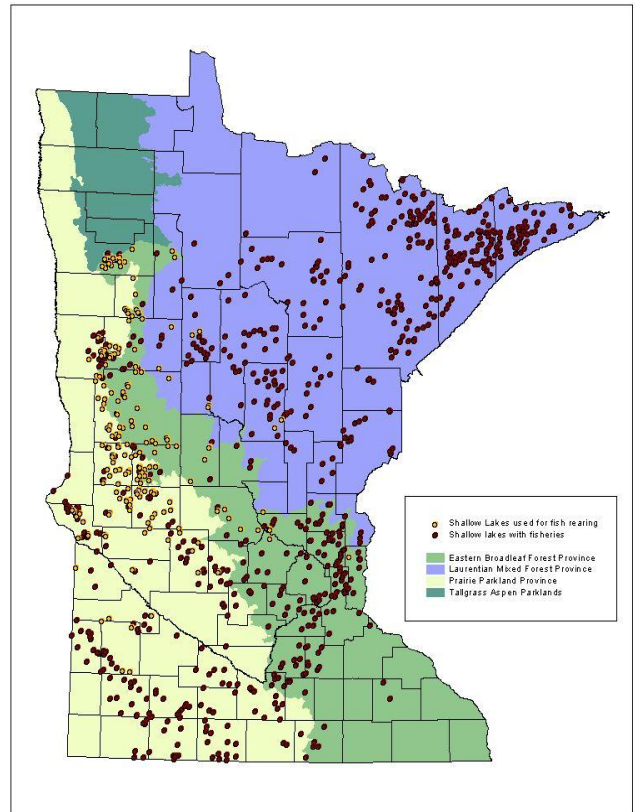 Shallow Lakes used for fish rearing
Shallow lakes with fisheries
Eastern Broadleaf Forest Province
Laurentian Mixed Forest Province
Prairie Parkland Province
Tallgrass Aspen Parklands